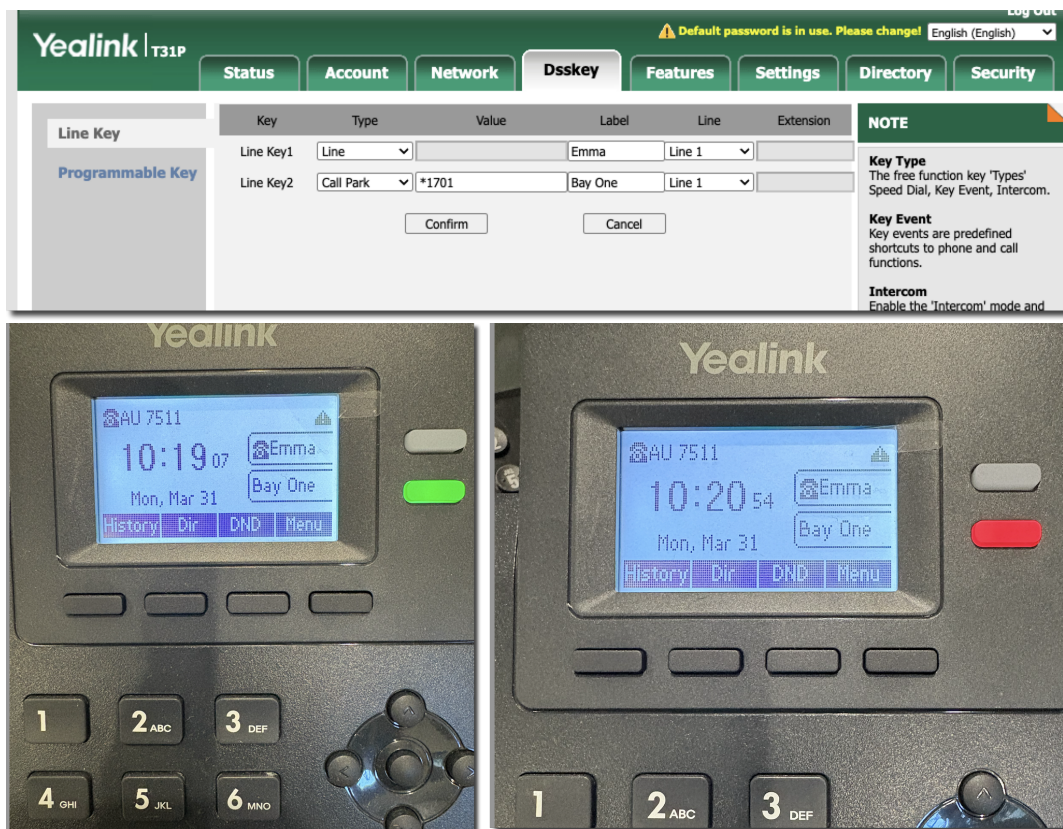 Log Out
Yealink | T31P
Default password is in use. Please change! English (English)
Status Account Network Dsskey Features Settings Directory Security
Line Key
Programmable Key
Key Type Value Label Line Extension
Line Key1 Line Emma Line 1
Line Key2 Call Park *1701 Bay One Line 1
Confirm Cancel
NOTE
Key Type
The free function key 'Types'
Speed Dial, Key Event, Intercom.
Key Event
Key events are predefined
shortcuts to phone and call
functions.
Intercom
Enable the 'Intercom' mode and
Yealink
AU 7511
10:19 07
Emma
Mon, Mar 31
Bay One
History Dir DND Menu
1 2 ABC 3 DEF
4 GHI 5 JKL 6 MNO
Yealink
AU 7511
10:20 54
Emma
Mon, Mar 31
Bay One
History Dir DND Menu
1 2 ABC 3 DEF